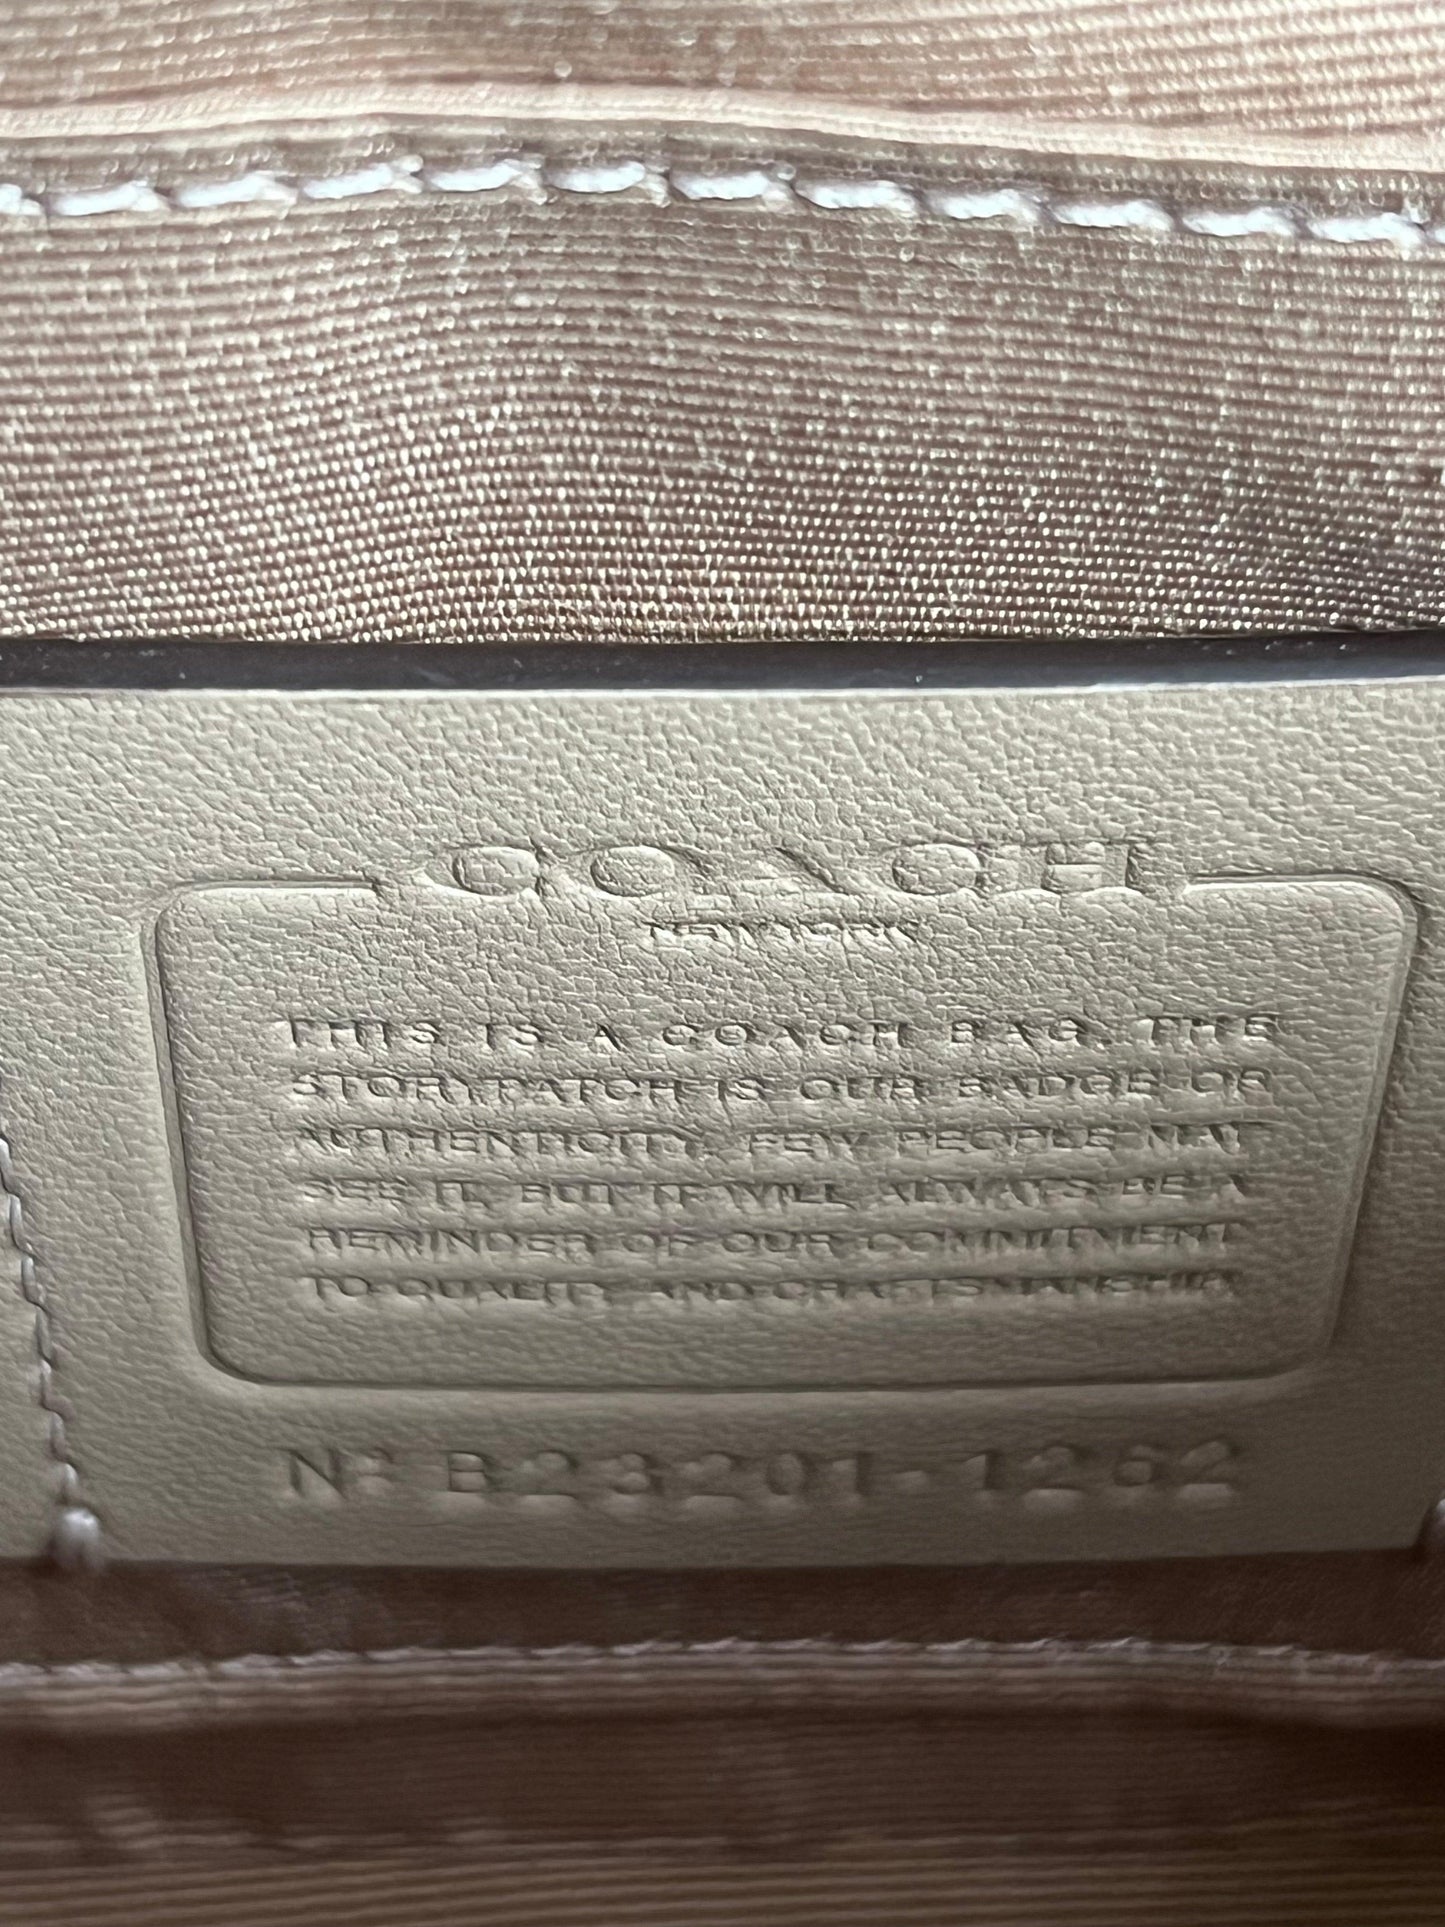 COACH
NEW YORK
THIS IS A COACH BAG. THE
STORYPATCH IS OUR BADGE OF
AUTHENTICITY. FEW PEOPLE MAY
SEE IT, BUT IT WILL ALWAYS BE A
REMINDER OF OUR COMMITMENT
TO QUALITY AND CRAFTSMANSHIP.
Nº B23201-1262